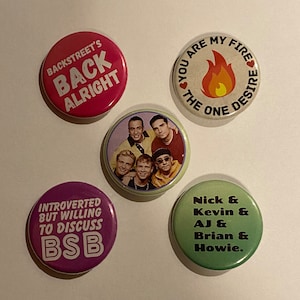 BACKSTREET'S
BACK
ALRIGHT
YOU ARE MY FIRE
THE ONE DESIRE
INTROVERTED
BUT WILLING
TO DISCUSS
BSB
Nick &
Kevin &
AJ &
Brian &
Howie.